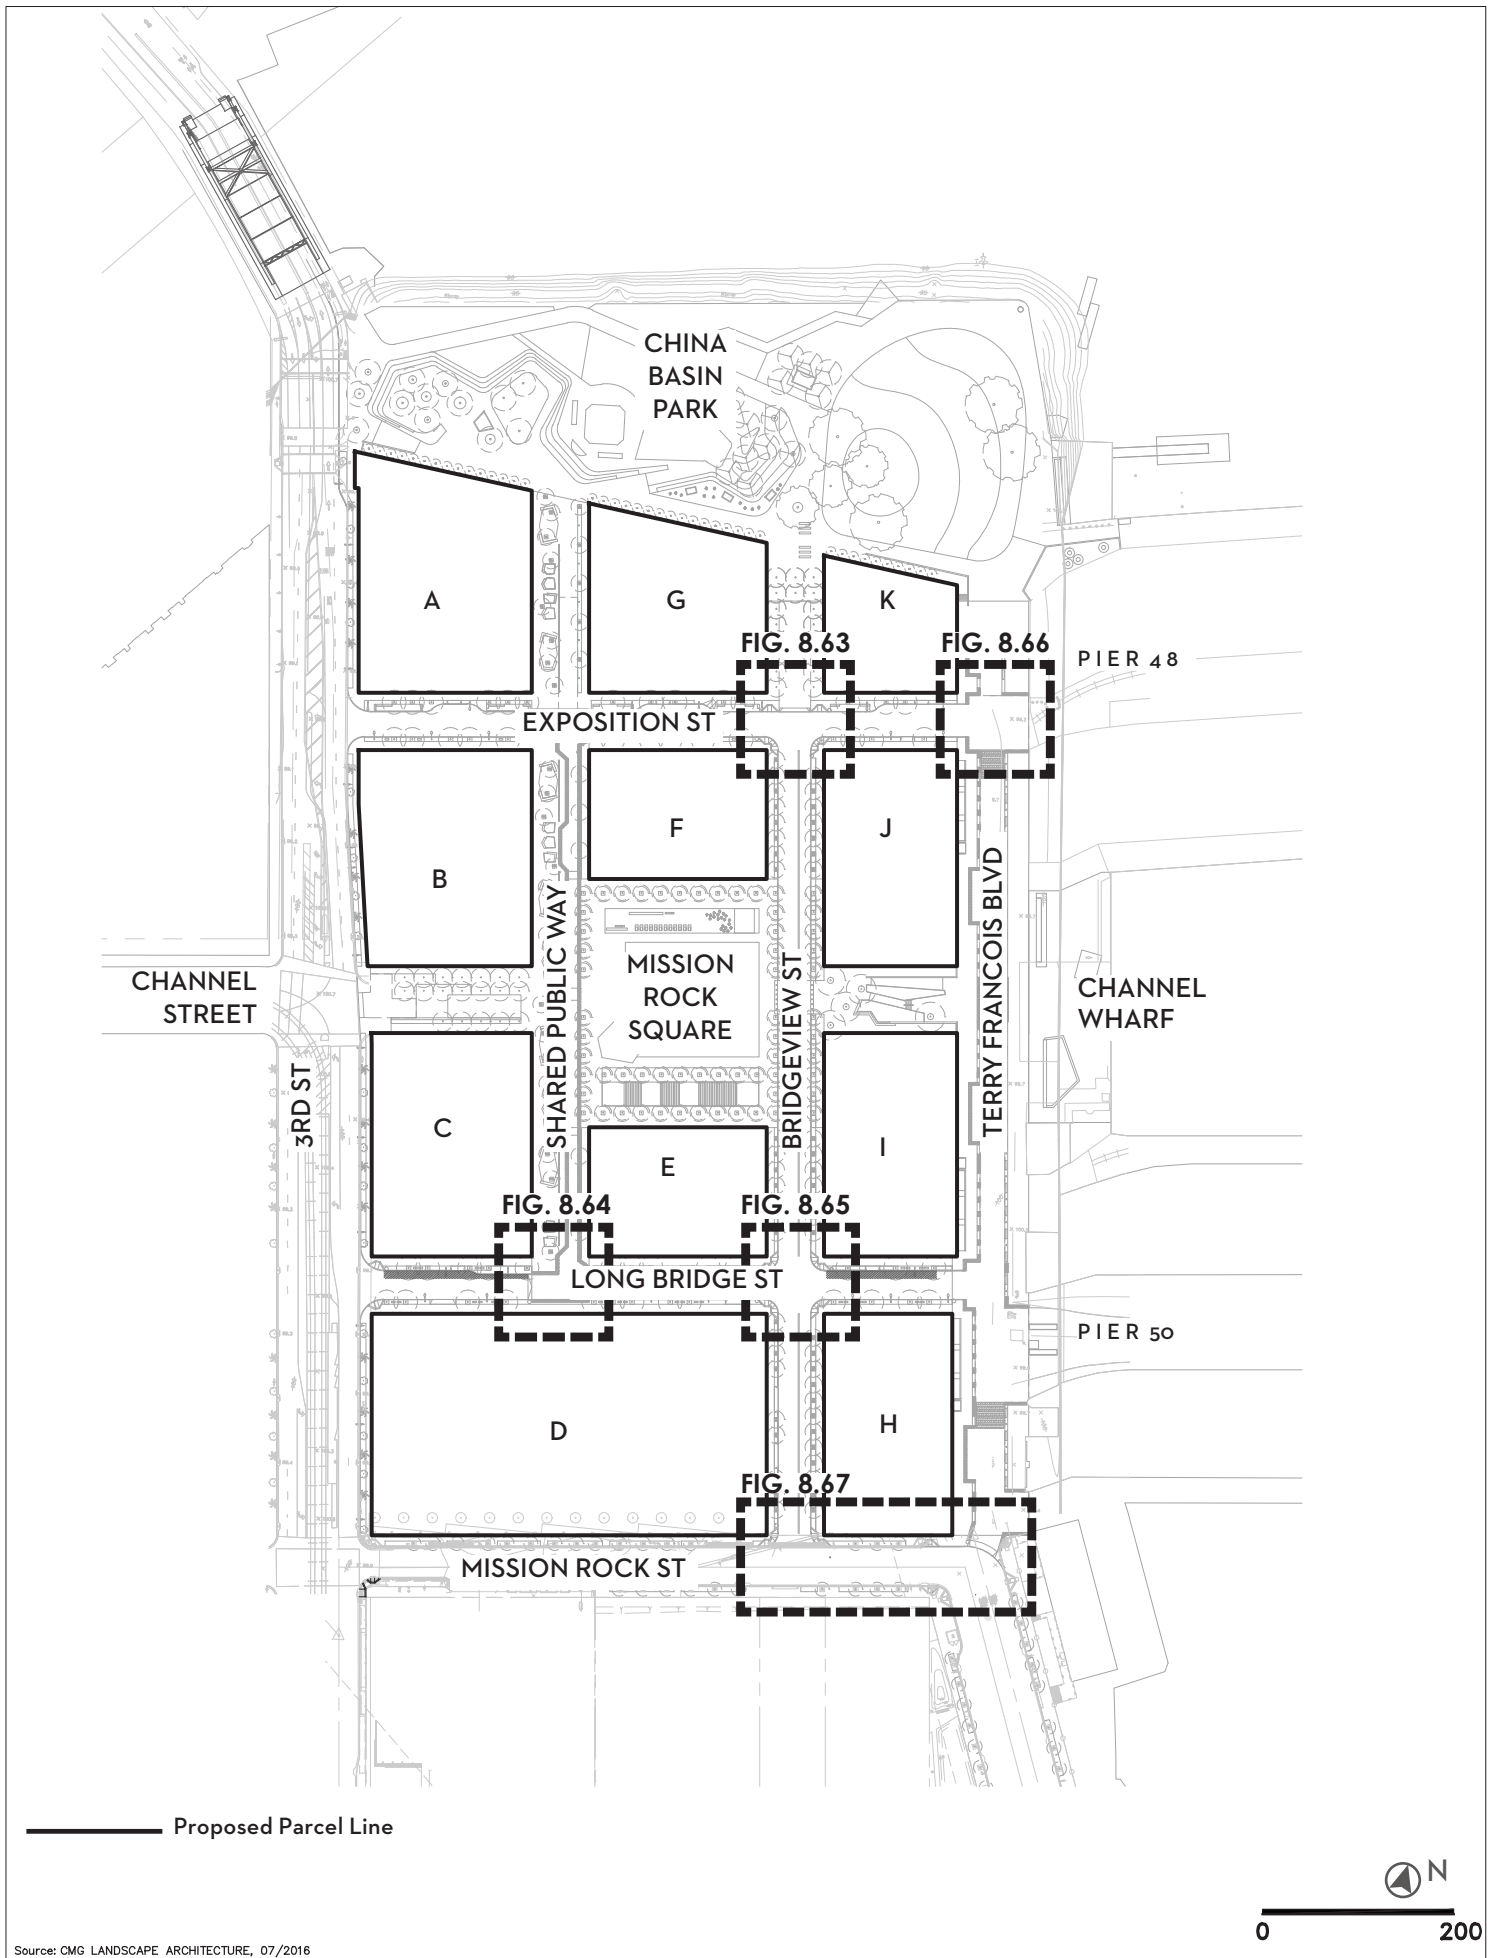 CHINA
BASIN
PARK
A
G
K
FIG. 8.63
FIG. 8.66
PIER 48
EXPOSITION ST
F
J
B
SHARED PUBLIC WAY
BRIDGEVIEW ST
TERRY FRANCOIS BLVD
MISSION
ROCK
SQUARE
CHANNEL
STREET
CHANNEL
WHARF
3RD ST
C
E
I
FIG. 8.64
FIG. 8.65
LONG BRIDGE ST
PIER 50
D
H
FIG. 8.67
MISSION ROCK ST
Proposed Parcel Line
N
0 200
Source: CMG LANDSCAPE ARCHITECTURE, 07/2016